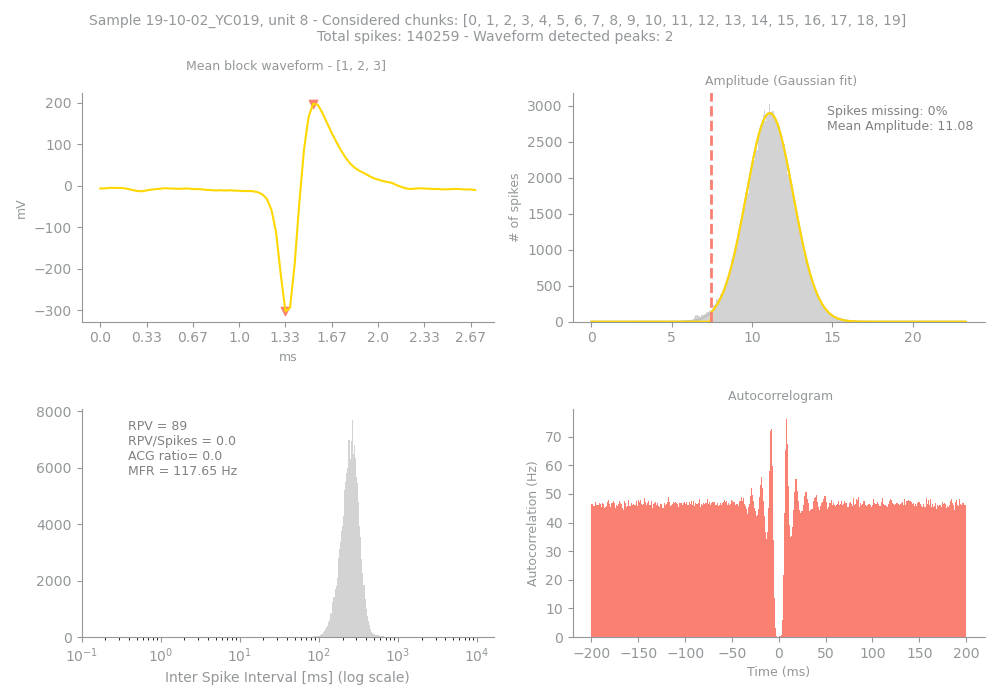 Sample 19-10-02_YC019, unit 8 - Considered chunks: [0, 1, 2, 3, 4, 5, 6, 7, 8, 9, 10, 11, 12, 13, 14, 15, 16, 17, 18, 19]
Total spikes: 140259 - Waveform detected peaks: 2
Mean block waveform - [1, 2, 3]
200
100
0
−100
−200
−300
mV
0.0 0.33 0.67 1.0 1.33 1.67 2.0 2.33 2.67
ms
Amplitude (Gaussian fit)
Spikes missing: 0%
Mean Amplitude: 11.08
3000
2500
2000
1500
1000
500
0
# of spikes
0 5 10 15 20
RPV = 89
RPV/Spikes = 0.0
ACG ratio= 0.0
MFR = 117.65 Hz
8000
6000
4000
2000
0
10⁻¹ 10⁰ 10¹ 10² 10³ 10⁴
Inter Spike Interval [ms] (log scale)
Autocorrelogram
70
60
50
40
30
20
10
0
Autocorrelation (Hz)
−200 −150 −100 −50 0 50 100 150 200
Time (ms)